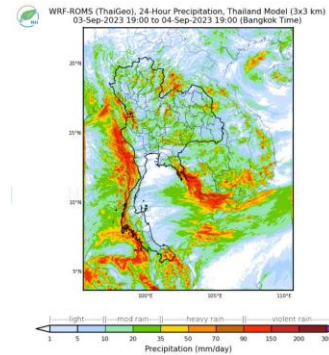 WRF-ROMS (ThaiGeo), 24-Hour Precipitation, Thailand Model (3x3 km)
03-Sep-2023 19:00 to 04-Sep-2023 19:00 (Bangkok Time)
20°N
15°N
10°N
5°N
100°E 105°E 110°E
light mod rain heavy rain violent rain
1 5 10 20 35 50 70 90 150 200 30
Precipitation (mm/day)